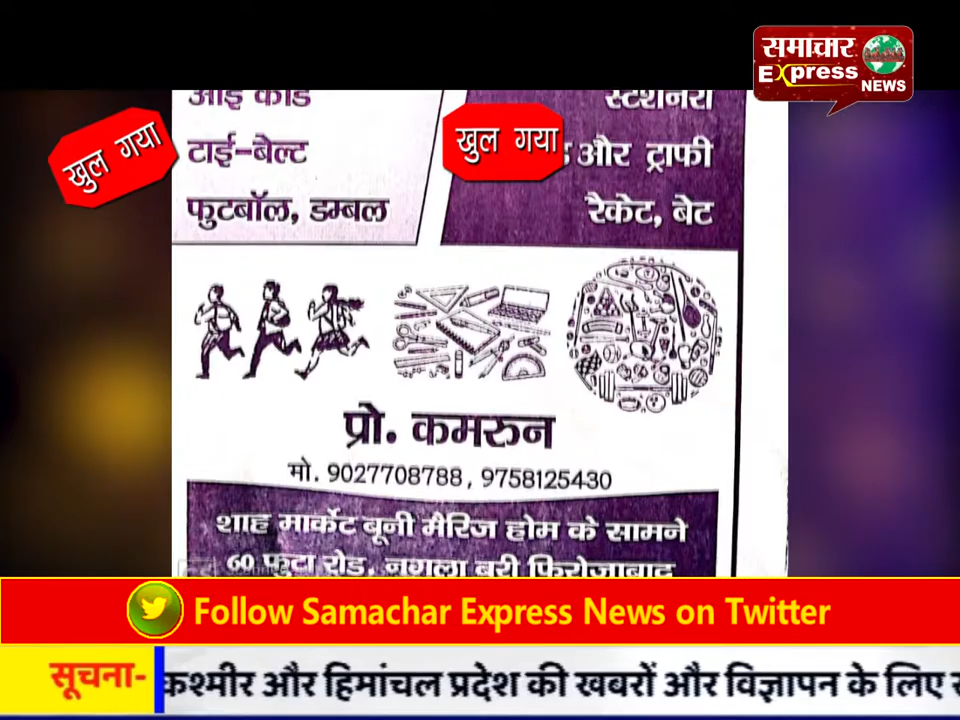 समाचार
Express
NEWS
आई कार्ड
स्टेशनरी
खुल गया
खुल गया
टाई-बेल्ट
और ट्राफी
फुटबॉल, डम्बल
रैकेट, बेट
प्रो. कमरुन
मो. 9027708788, 9758125430
शाह मार्केट बूनी मैरिज होम के सामने
60 फुटा रोड, नगला बरी फिरोजाबाद
Follow Samachar Express News on Twitter
सूचना- कश्मीर और हिमांचल प्रदेश की खबरों और विज्ञापन के लिए